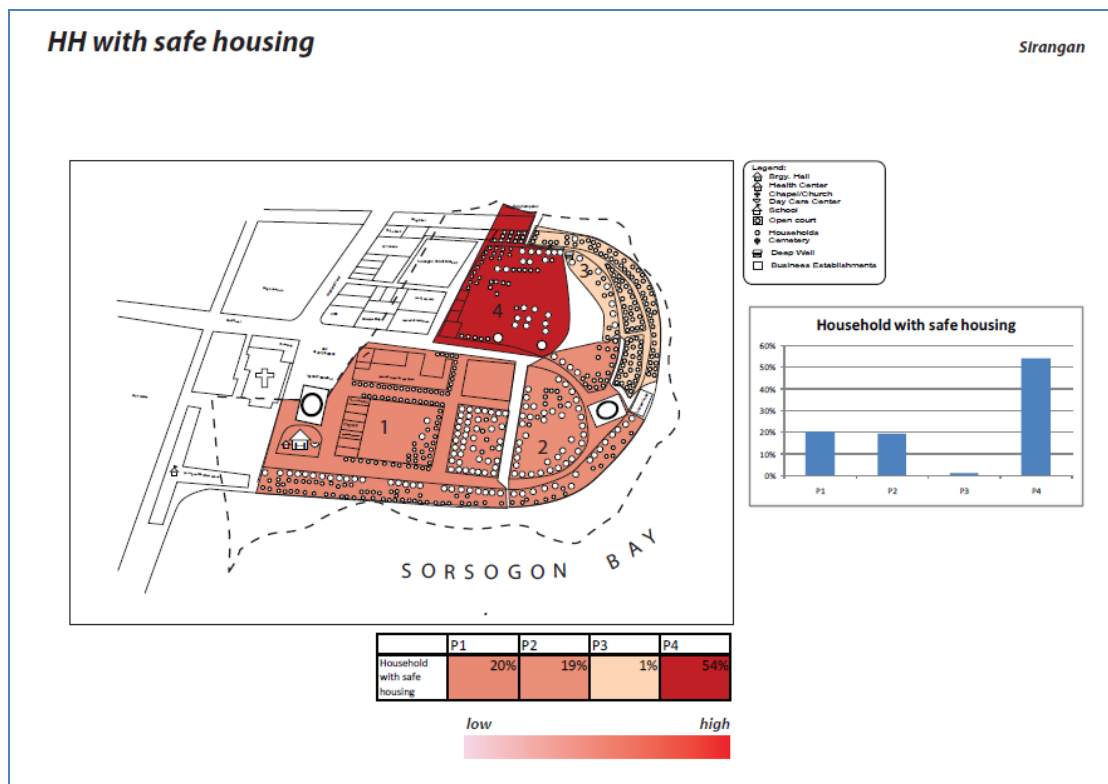 HH with safe housing
Sirangan
Legend:
Brgy. Hall
Health Center
Chapel/Church
Day Care Center
School
Open court
Households
Cemetery
Deep Well
Business Establishments
4
3
1
2
SORSOGON BAY
Household with safe housing
60%
50%
40%
30%
20%
10%
0%
P1 P2 P3 P4
P1 P2 P3 P4
Household with safe housing 20% 19% 1% 54%
low high